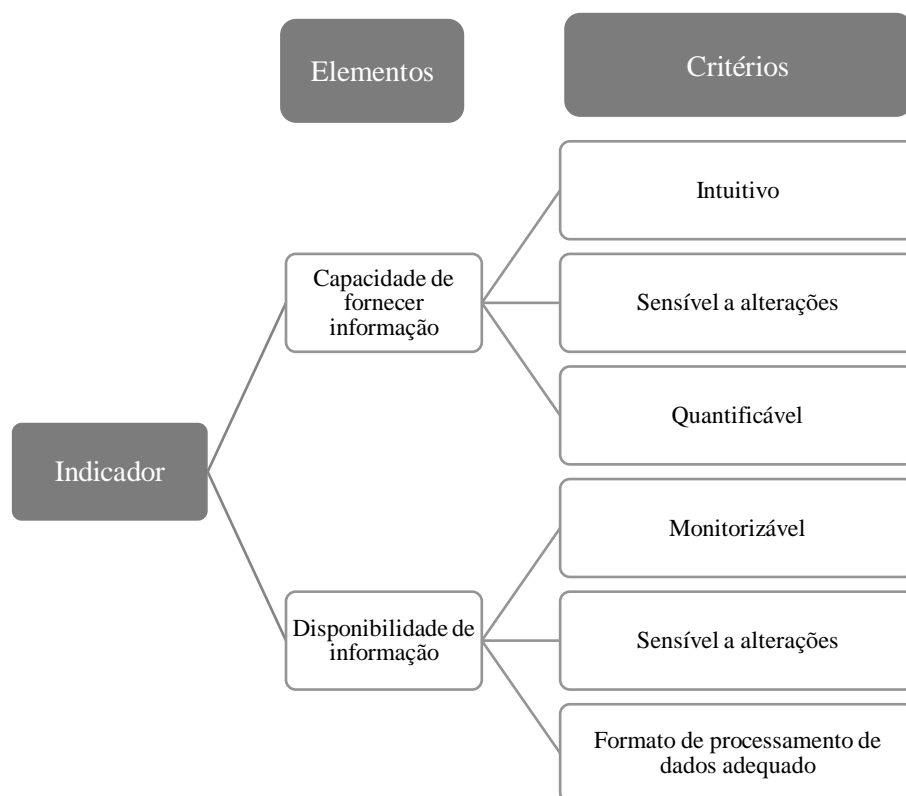 Elementos
Critérios
Intuitivo
Capacidade de
fornecer
informação
Sensível a alterações
Quantificável
Indicador
Monitorizável
Disponibilidade de
informação
Sensível a alterações
Formato de processamento de
dados adequado